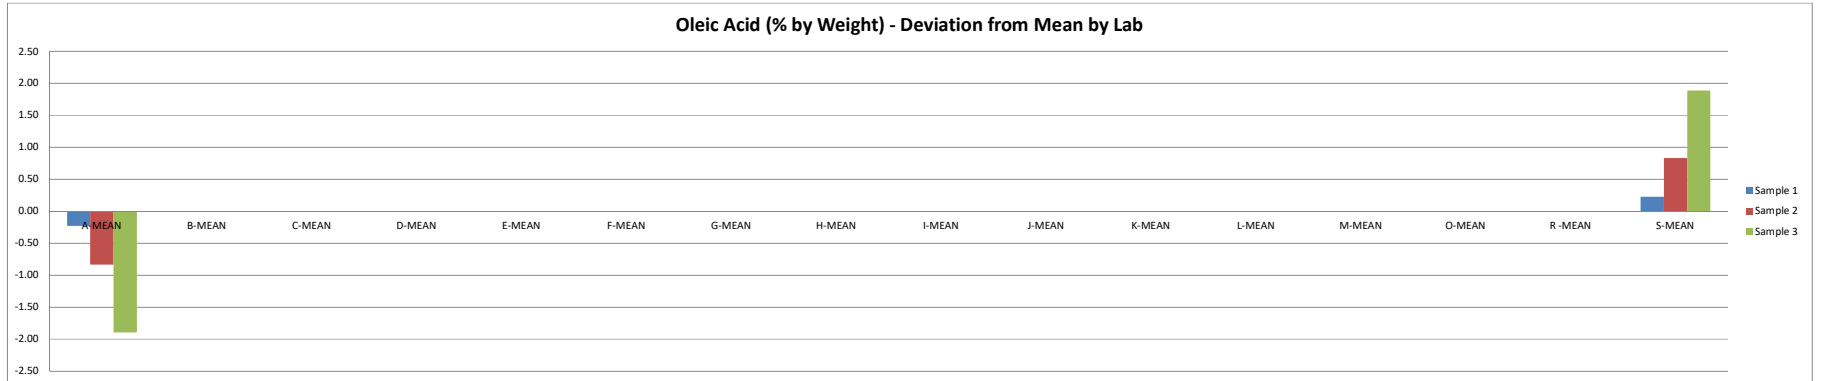 Oleic Acid (% by Weight) - Deviation from Mean by Lab
2.50
2.00
1.50
1.00
0.50
0.00
-0.50
-1.00
-1.50
-2.00
-2.50
A-MEAN B-MEAN C-MEAN D-MEAN E-MEAN F-MEAN G-MEAN H-MEAN I-MEAN J-MEAN K-MEAN L-MEAN M-MEAN O-MEAN R -MEAN S-MEAN
Sample 1
Sample 2
Sample 3